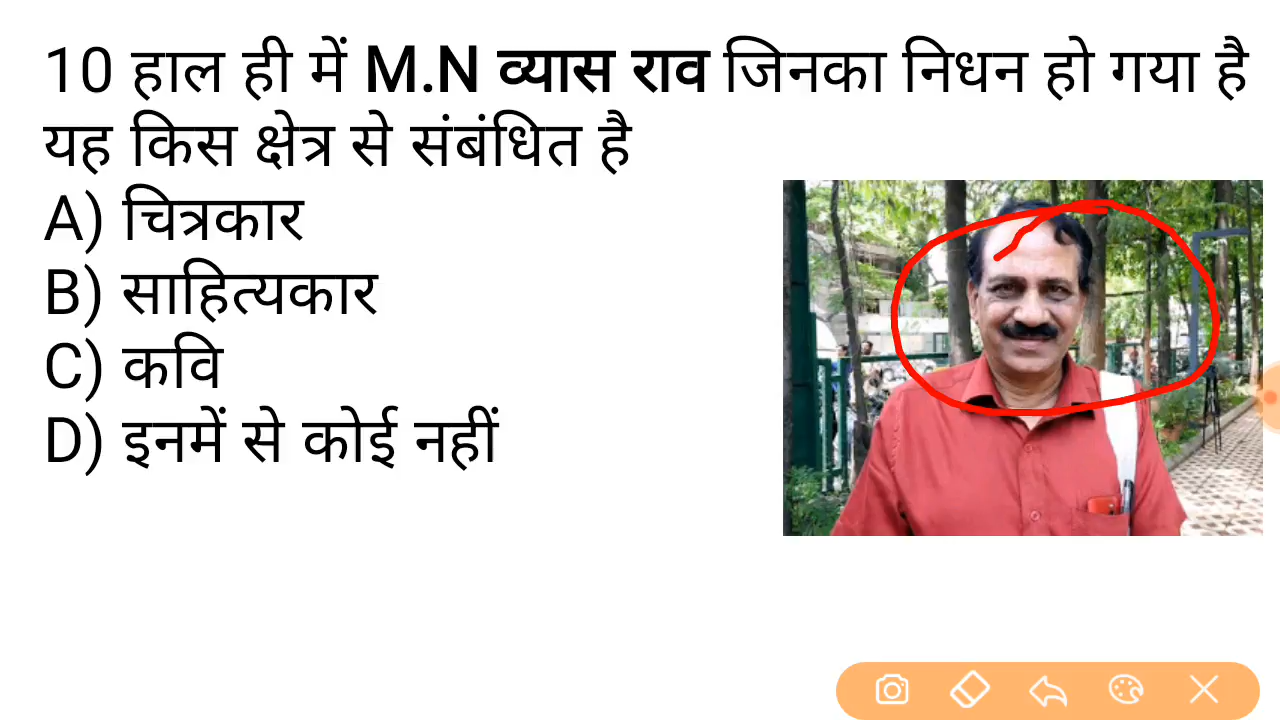 10 हाल ही में M.N व्यास राव जिनका निधन हो गया है
यह किस क्षेत्र से संबंधित है
A) चित्रकार
B) साहित्यकार
C) कवि
D) इनमें से कोई नहीं